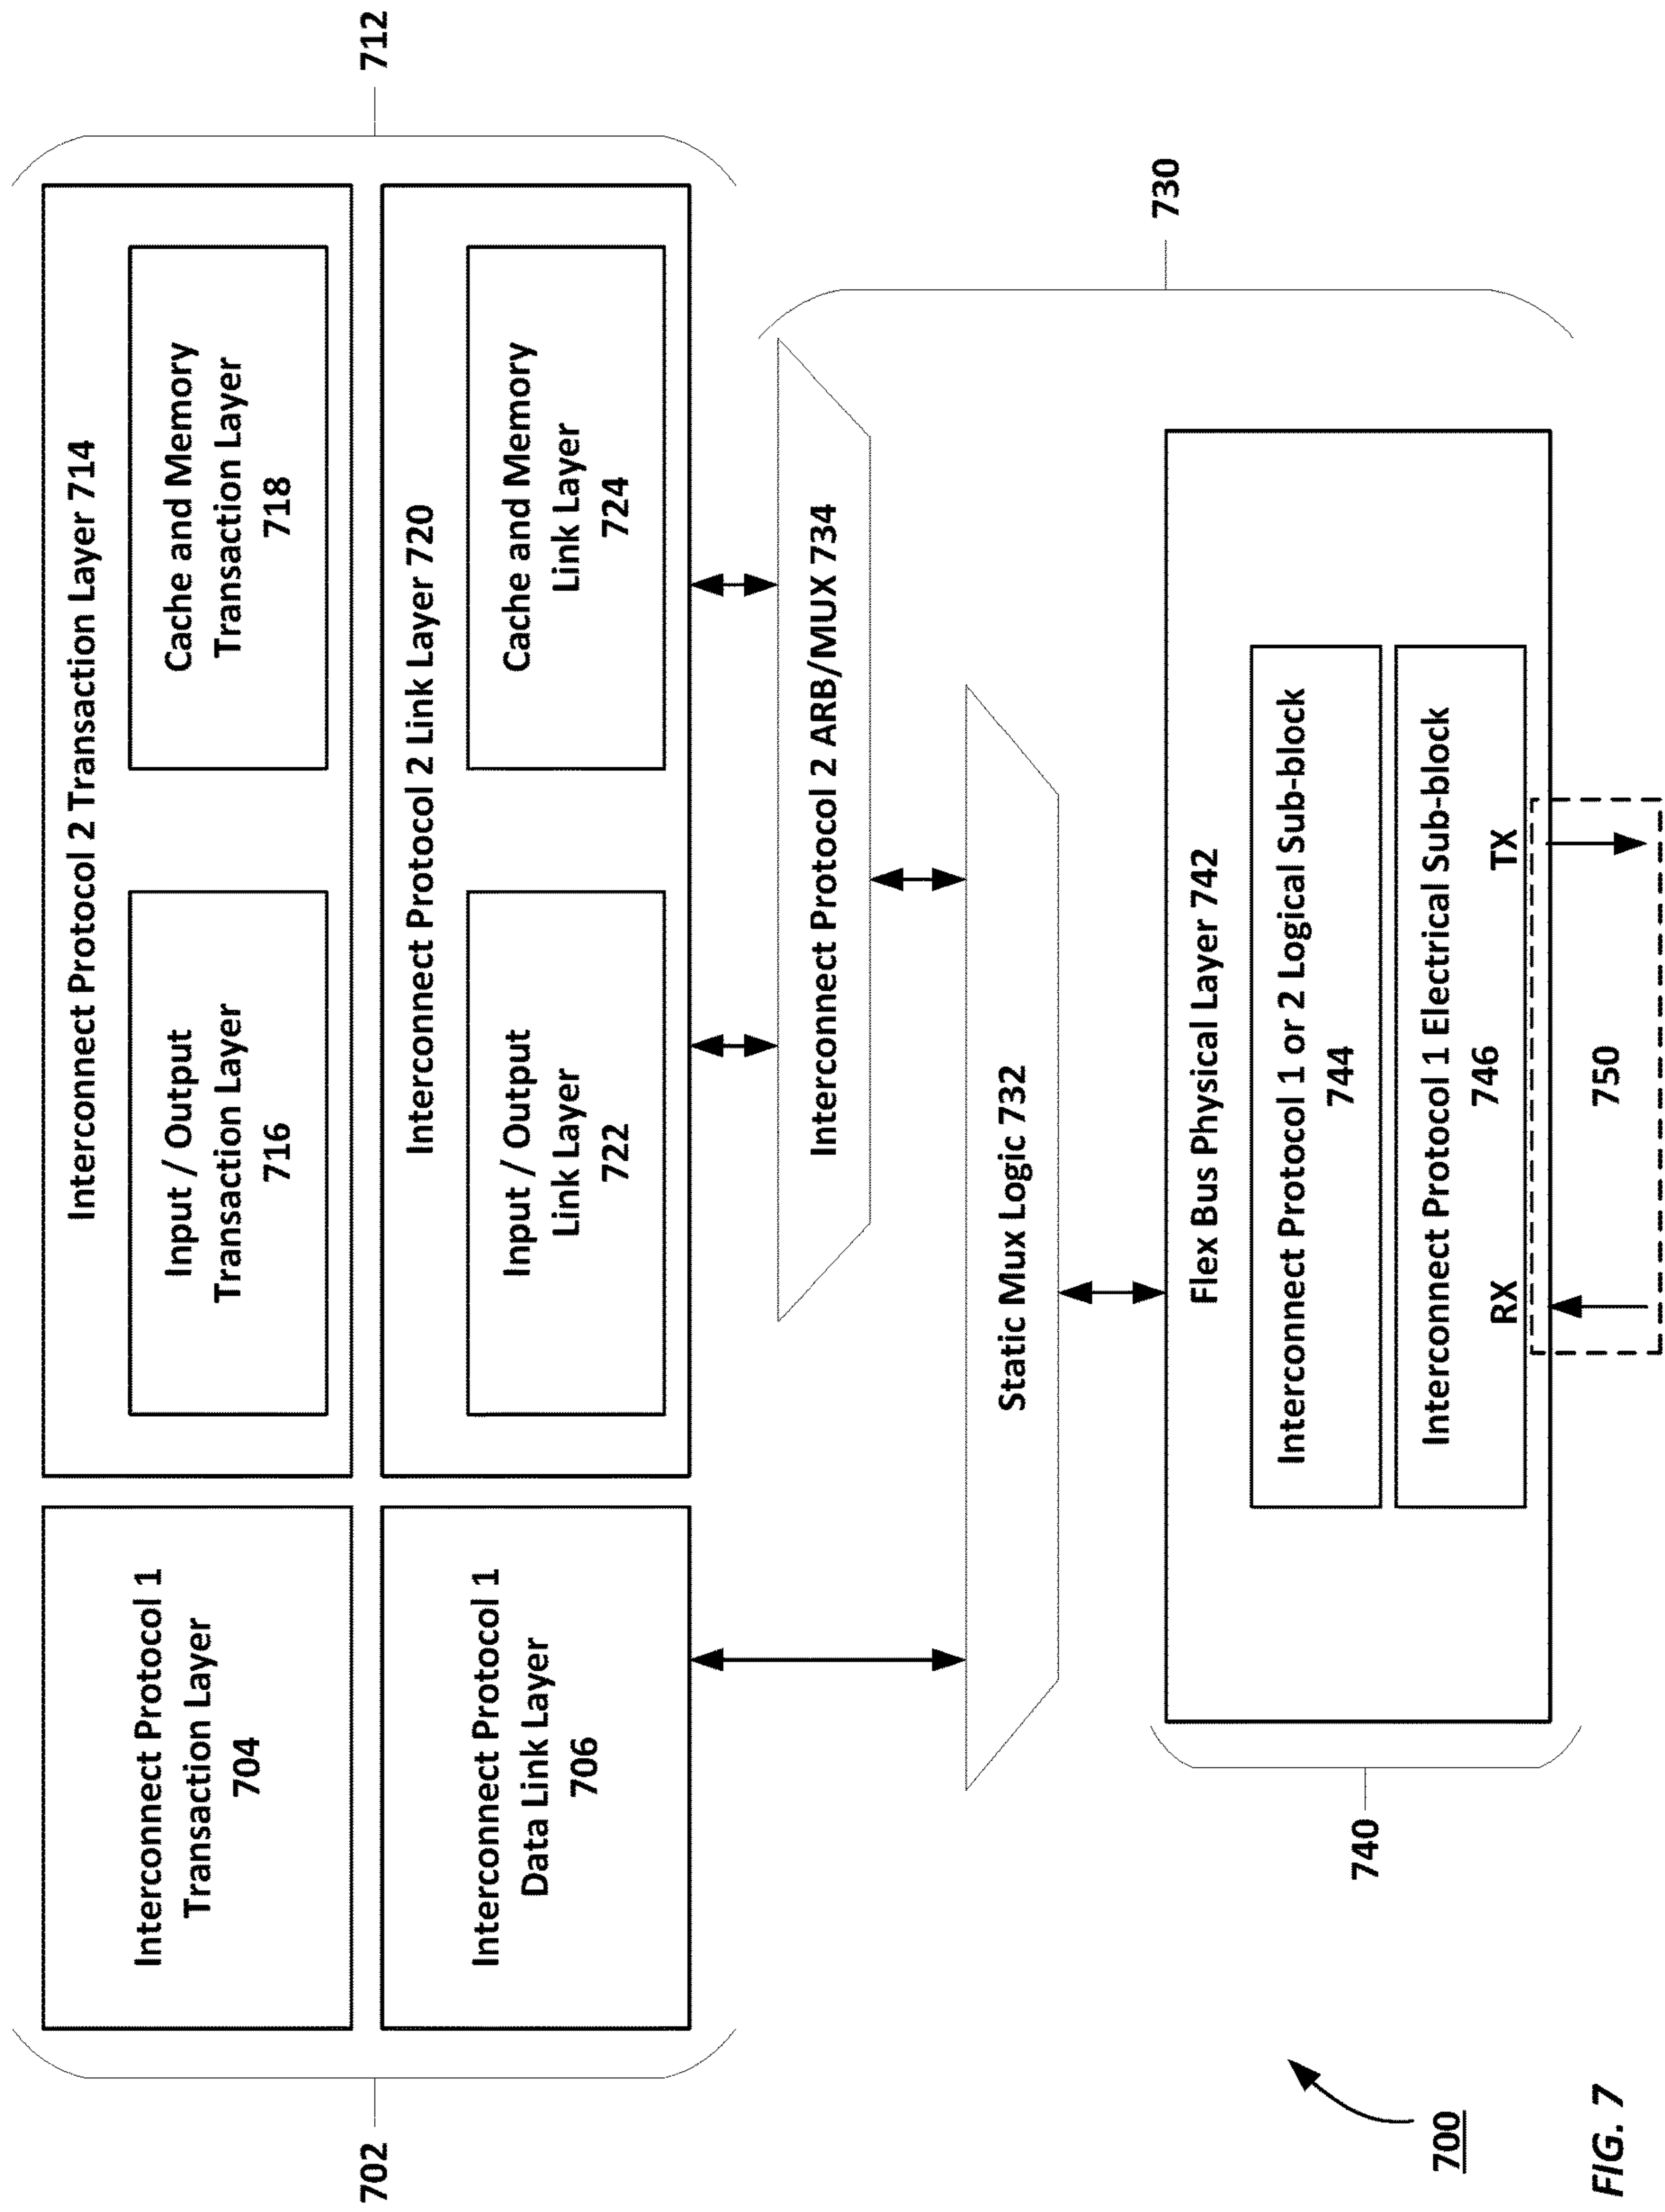 712
Interconnect Protocol 1
Transaction Layer
704
Interconnect Protocol 2 Transaction Layer 714
Input / Output
Transaction Layer
716
Cache and Memory
Transaction Layer
718
702
Interconnect Protocol 1
Data Link Layer
706
Interconnect Protocol 2 Link Layer 720
Input / Output
Link Layer
722
Cache and Memory
Link Layer
724
Interconnect Protocol 2 ARB/MUX 734
Static Mux Logic 732
730
740
Flex Bus Physical Layer 742
Interconnect Protocol 1 or 2 Logical Sub-block
744
Interconnect Protocol 1 Electrical Sub-block
746
RX
TX
750
700
FIG. 7